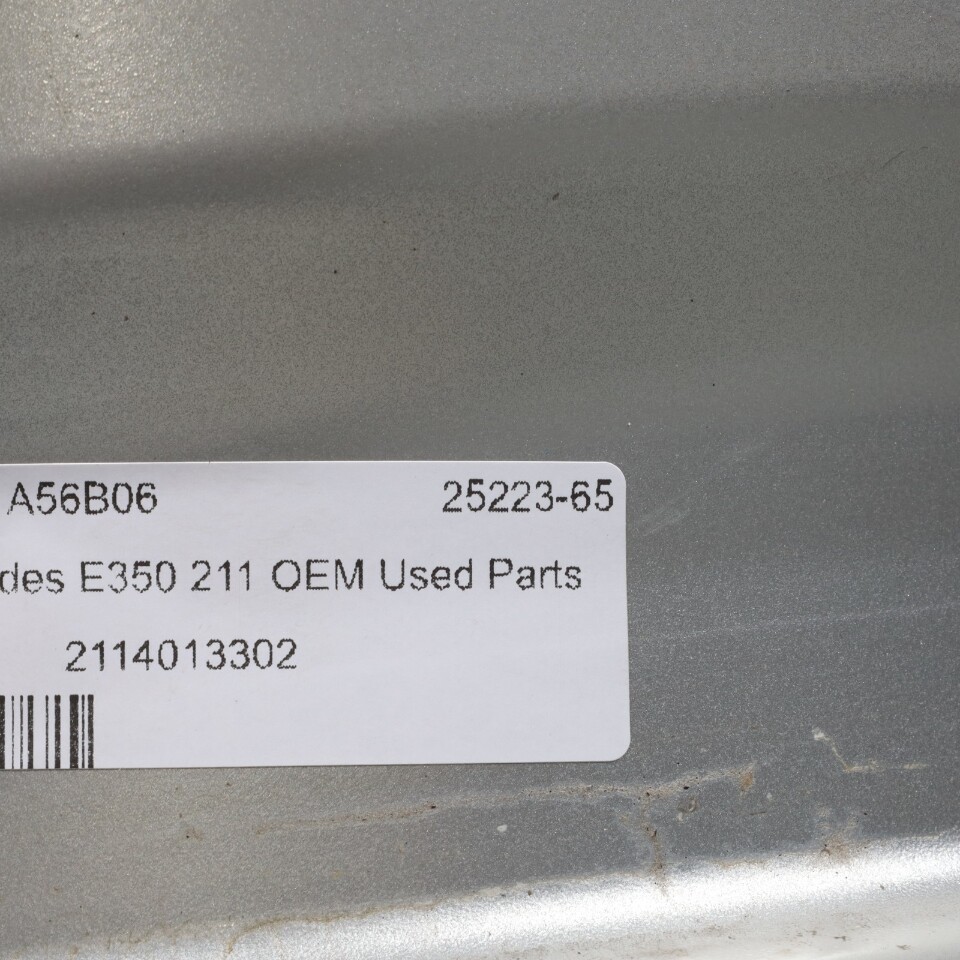 A56B06 25223-65
des E350 211 OEM Used Parts
2114013302